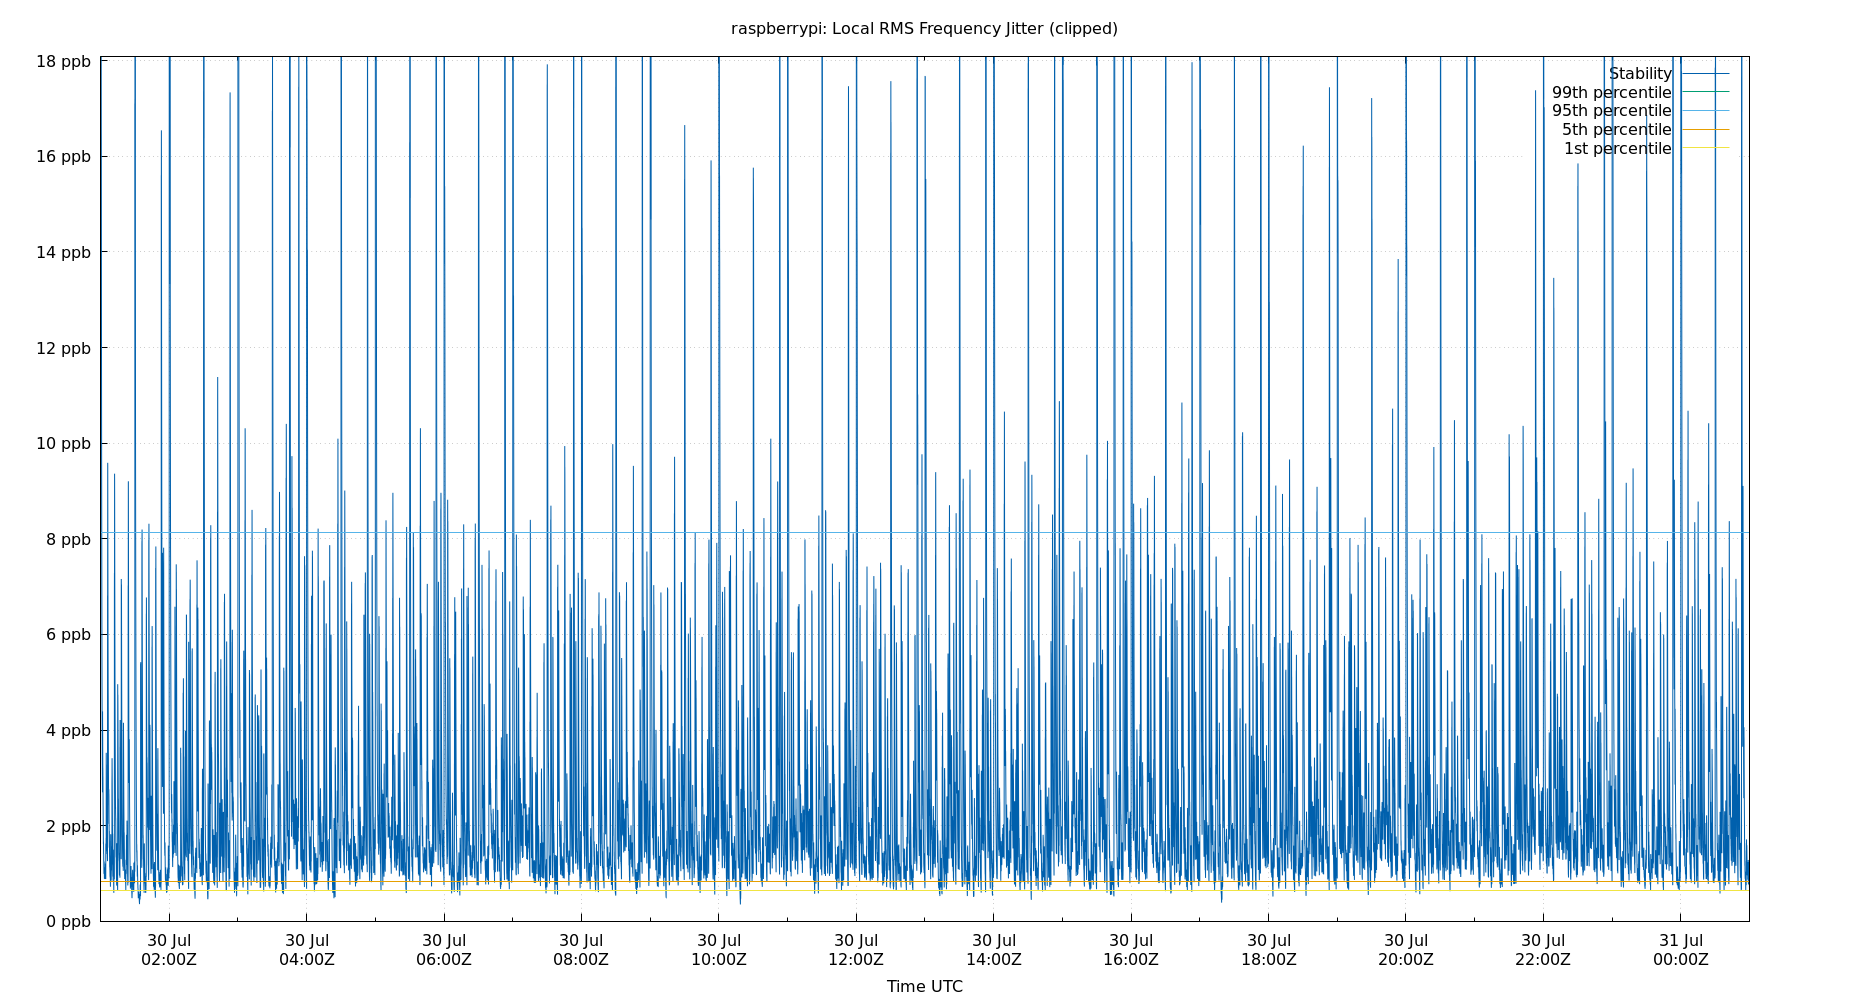 raspberrypi: Local RMS Frequency Jitter (clipped)
18 ppb
16 ppb
14 ppb
12 ppb
10 ppb
8 ppb
6 ppb
4 ppb
2 ppb
0 ppb
Stability
99th percentile
95th percentile
5th percentile
1st percentile
30 Jul 30 Jul 30 Jul 30 Jul 30 Jul 30 Jul 30 Jul 30 Jul 30 Jul 30 Jul 30 Jul 31 Jul
02:00Z 04:00Z 06:00Z 08:00Z 10:00Z 12:00Z 14:00Z 16:00Z 18:00Z 20:00Z 22:00Z 00:00Z
Time UTC